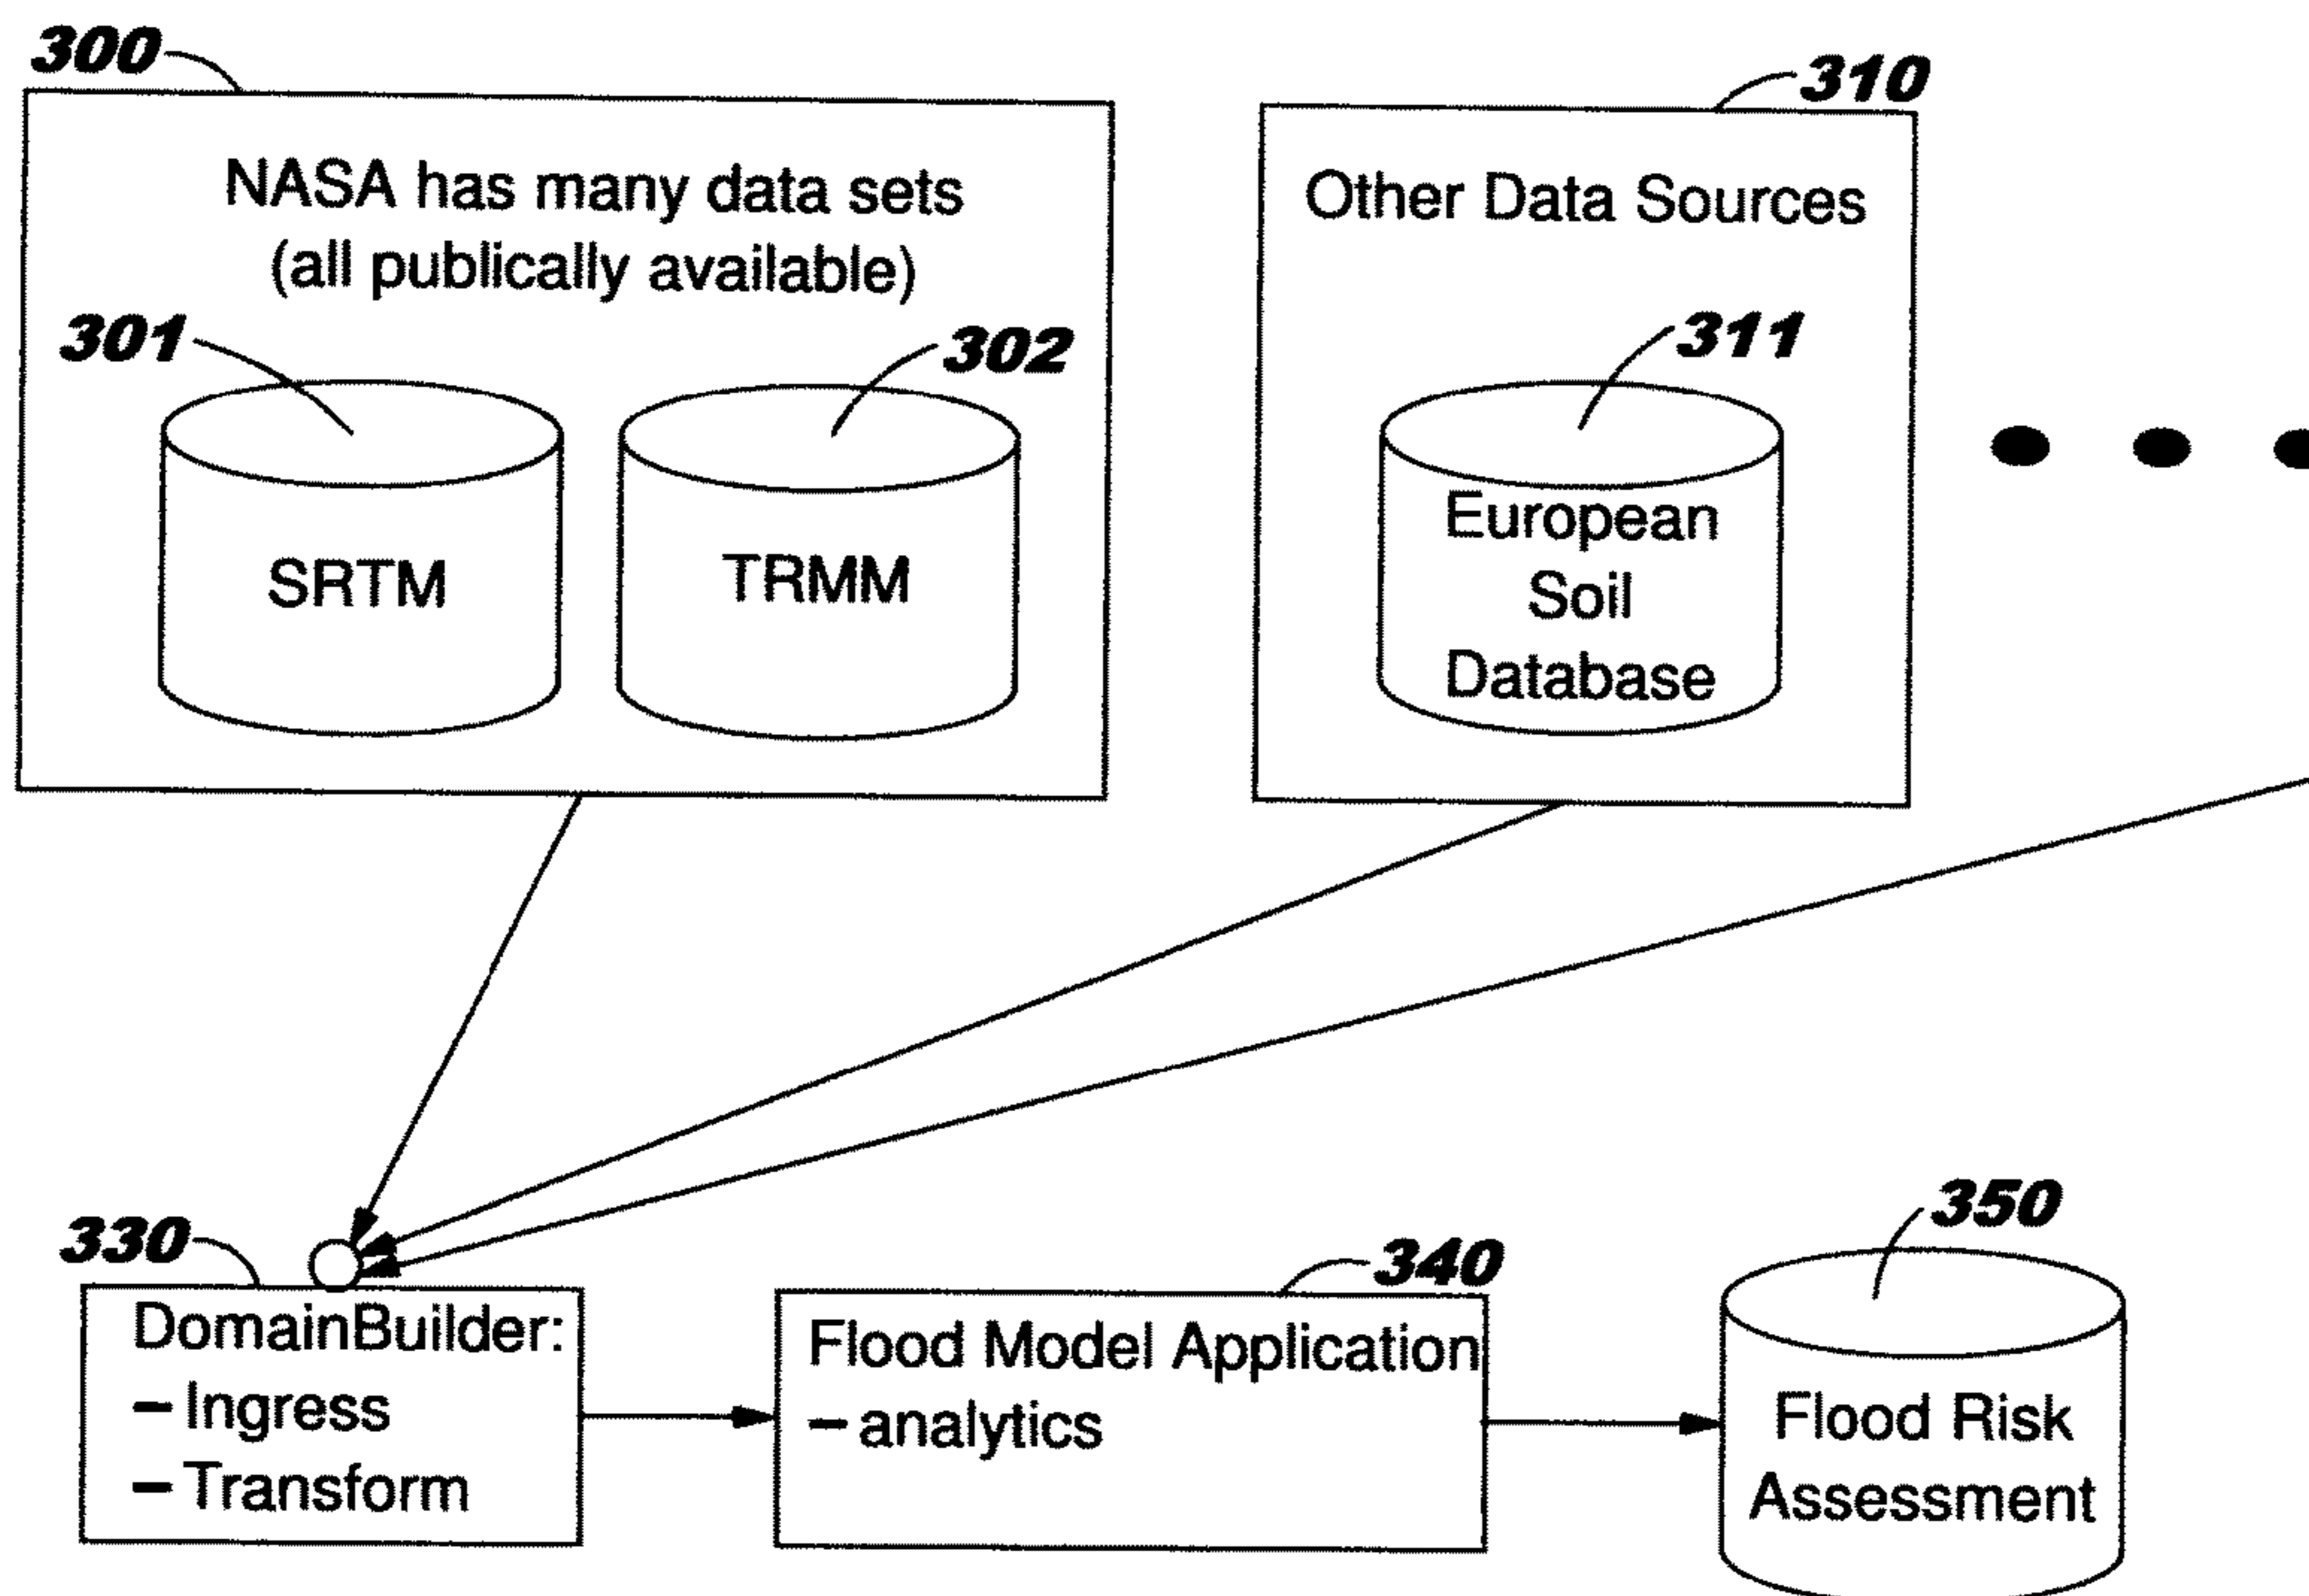 300
310
NASA has many data sets
(all publically available)
Other Data Sources
301
302
311
SRTM
TRMM
European
Soil
Database
330
340
350
DomainBuilder:
– Ingress
– Transform
Flood Model Application
– analytics
Flood Risk
Assessment